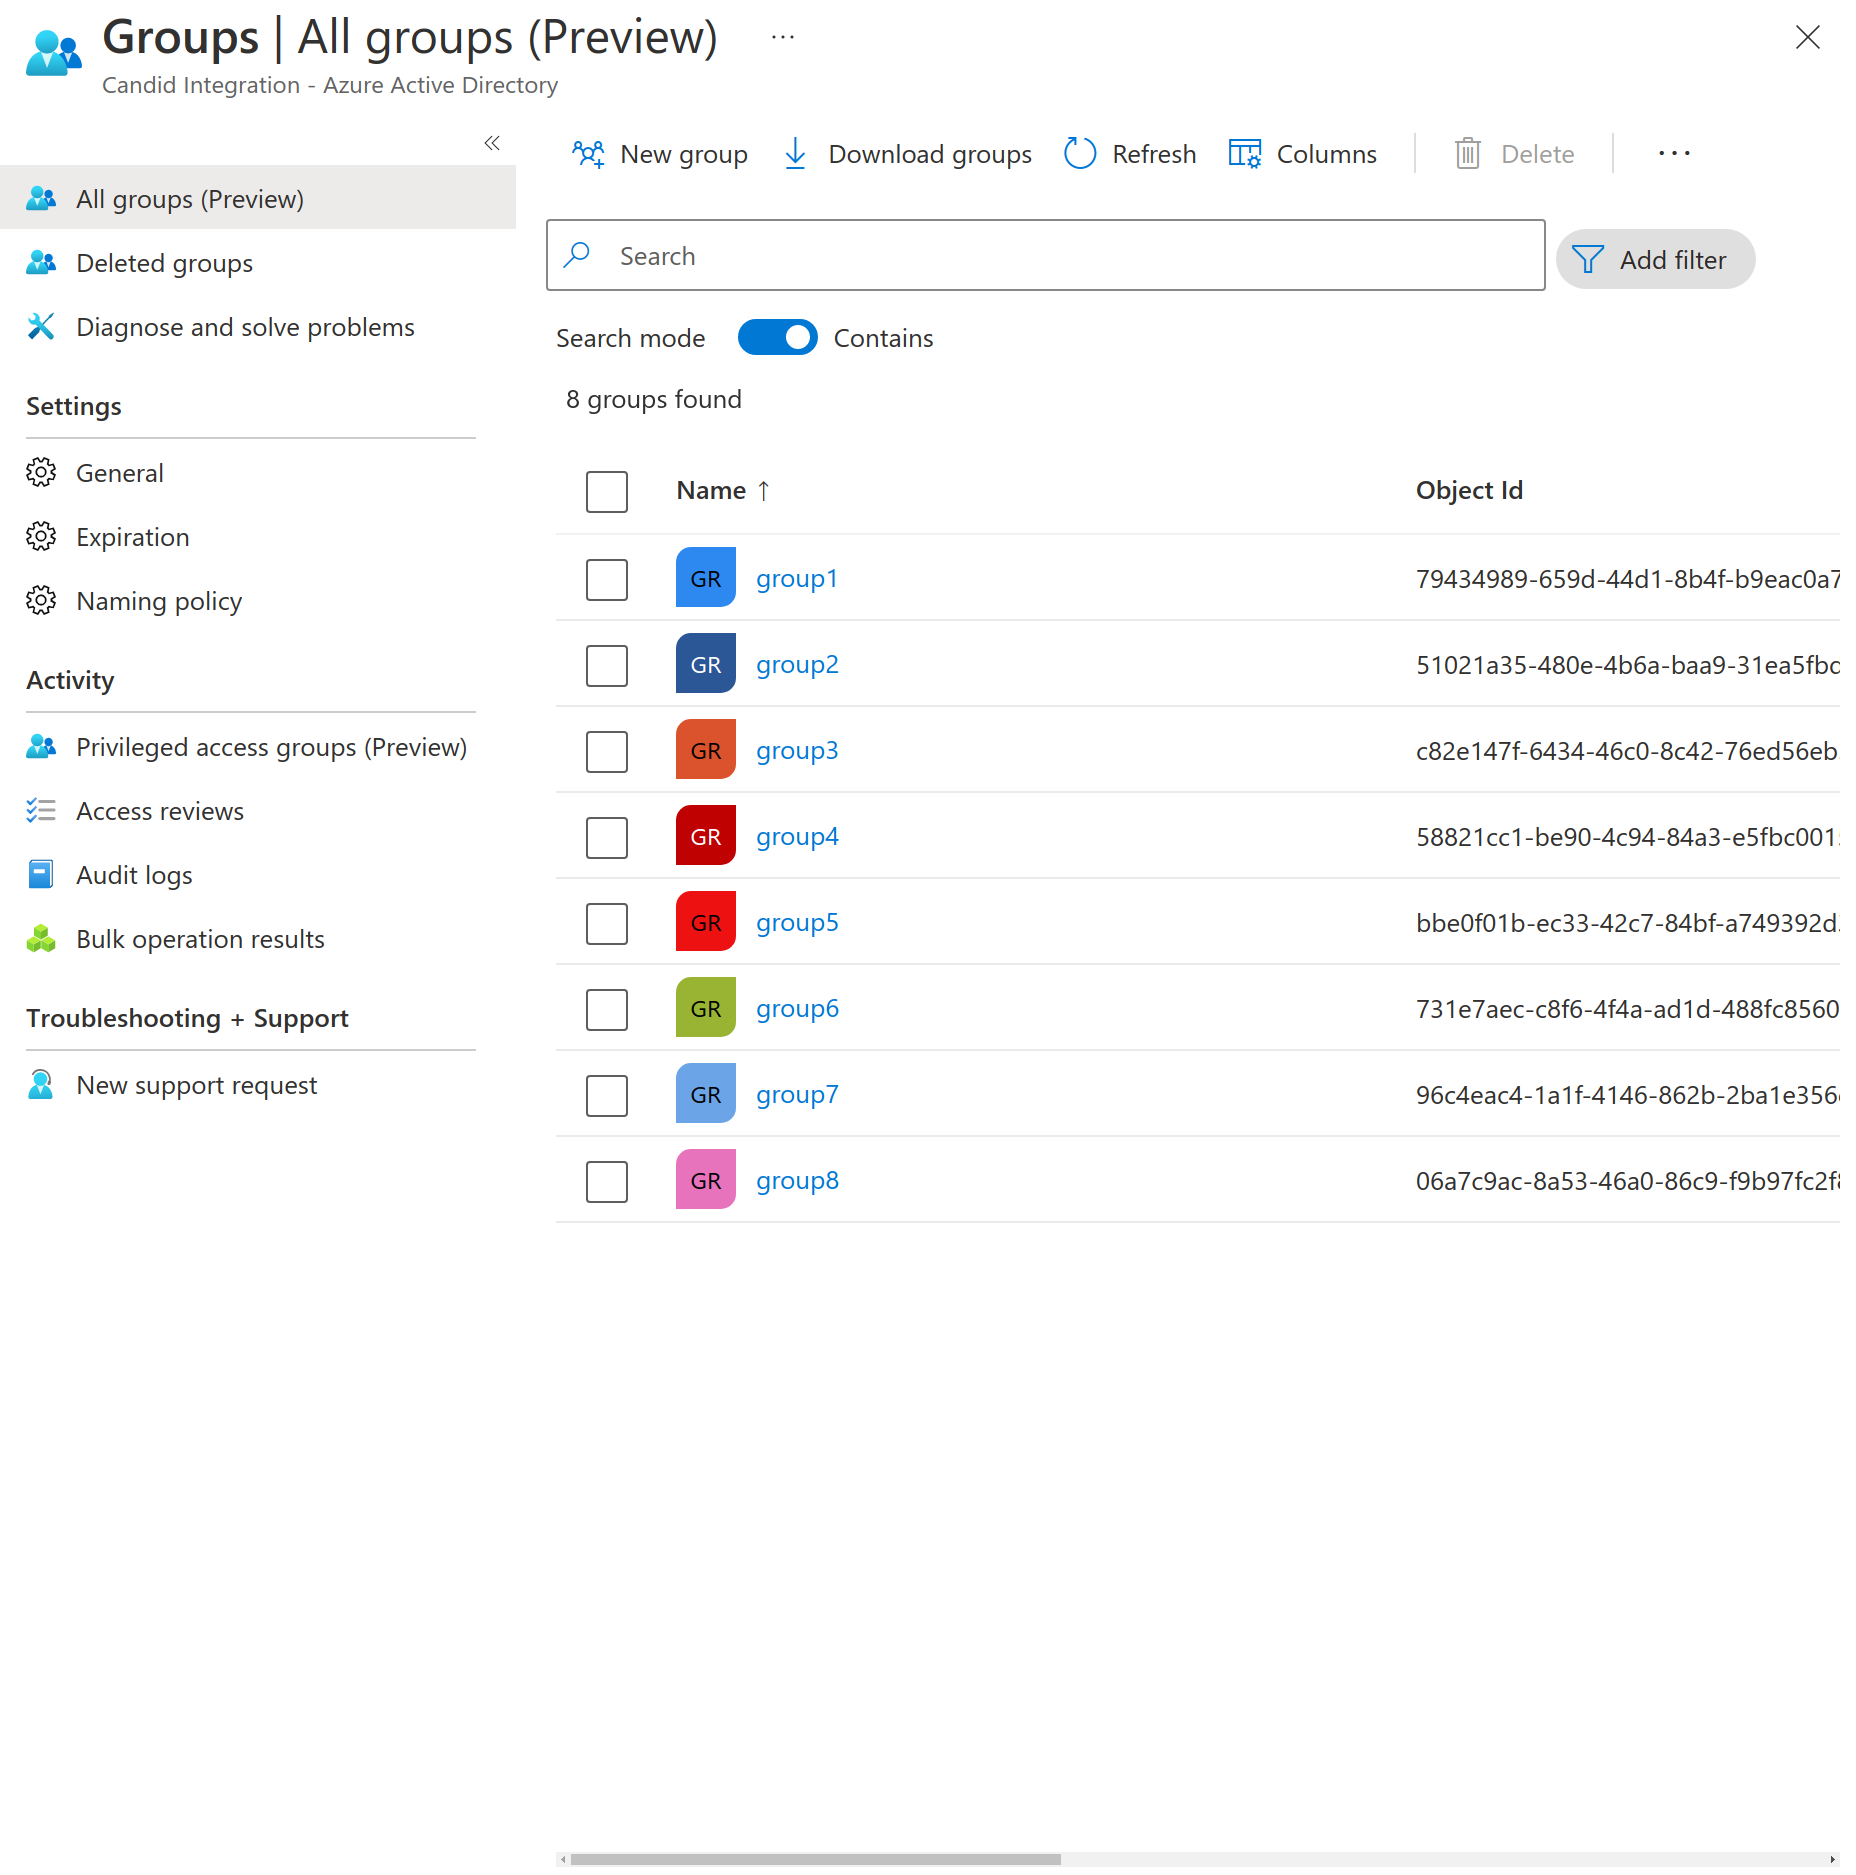 Groups | All groups (Preview) ...
Candid Integration - Azure Active Directory
«
All groups (Preview)
Deleted groups
Diagnose and solve problems
Settings
General
Expiration
Naming policy
Activity
Privileged access groups (Preview)
Access reviews
Audit logs
Bulk operation results
Troubleshooting + Support
New support request
New group Download groups Refresh Columns Delete ...
Search Add filter
Search mode Contains
8 groups found
Name ↑ Object Id
GR group1 79434989-659d-44d1-8b4f-b9eac0a7
GR group2 51021a35-480e-4b6a-baa9-31ea5fbd
GR group3 c82e147f-6434-46c0-8c42-76ed56eb
GR group4 58821cc1-be90-4c94-84a3-e5fbc001
GR group5 bbe0f01b-ec33-42c7-84bf-a749392d
GR group6 731e7aec-c8f6-4f4a-ad1d-488fc8560
GR group7 96c4eac4-1a1f-4146-862b-2ba1e356
GR group8 06a7c9ac-8a53-46a0-86c9-f9b97fc2f